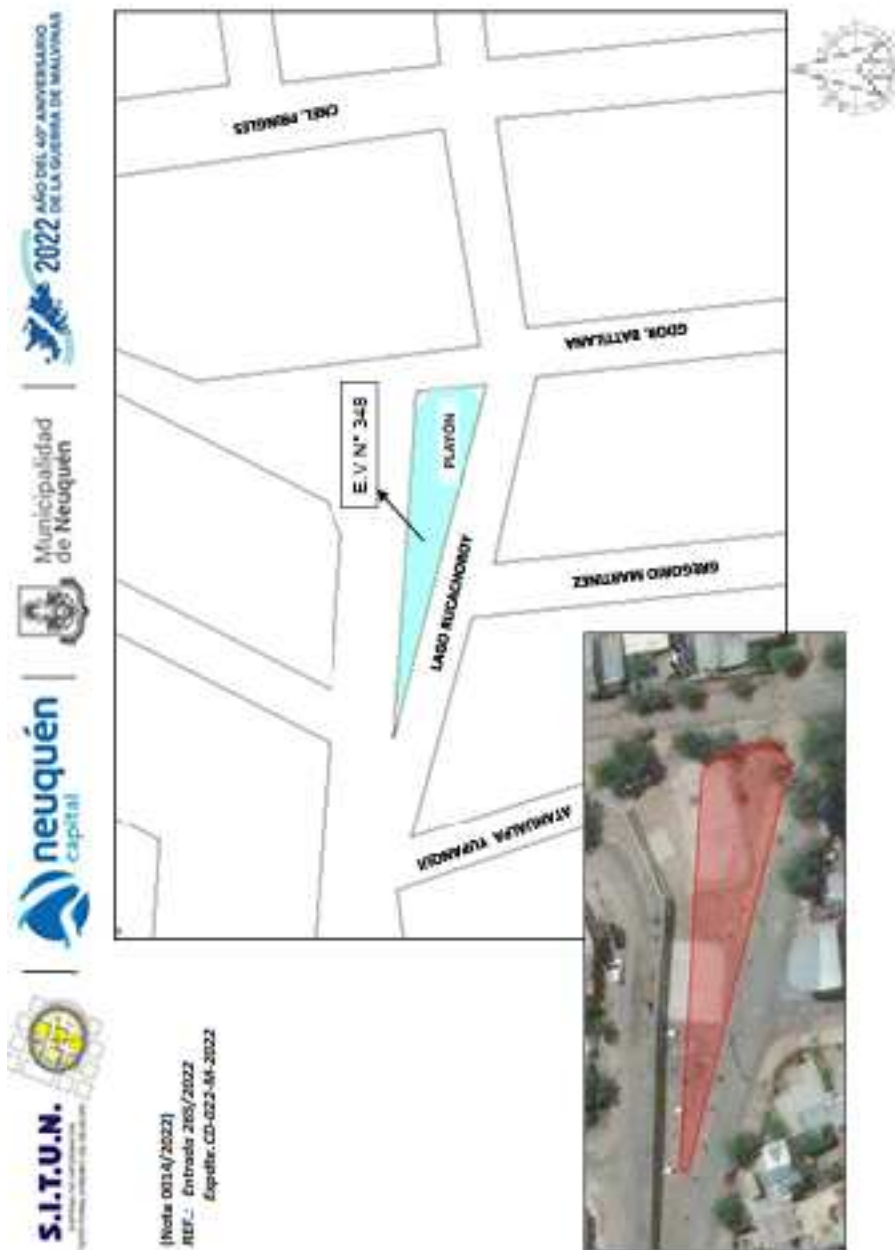 S.I.T.U.N.
neuquén
capital
Municipalidad
de Neuquén
2022 AÑO DEL 40° ANIVERSARIO
DE LA GUERRA DE MALVINAS
(Nota 0014/2022)
REF.: Entrada 265/2022
Expdte. CD-022-M-2022
E.V N° 348
PLAYÓN
LAGO RUCACHOROY
ATAHUALPA YUPANQUI
GREGORIO MARTINEZ
GDOR. BATTILANA
CNEL. PRINGLES